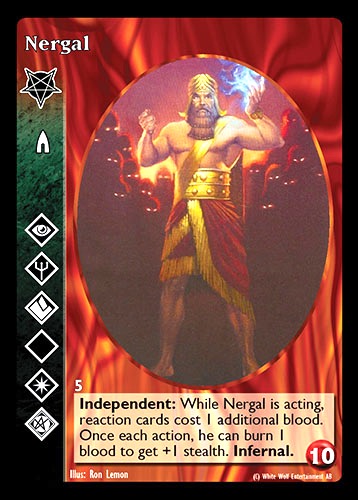 Nergal
5
Independent: While Nergal is acting,
reaction cards cost 1 additional blood.
Once each action, he can burn 1
blood to get +1 stealth. Infernal.
10
Illus: Ron Lemon
(C) White Wolf Entertainment AB